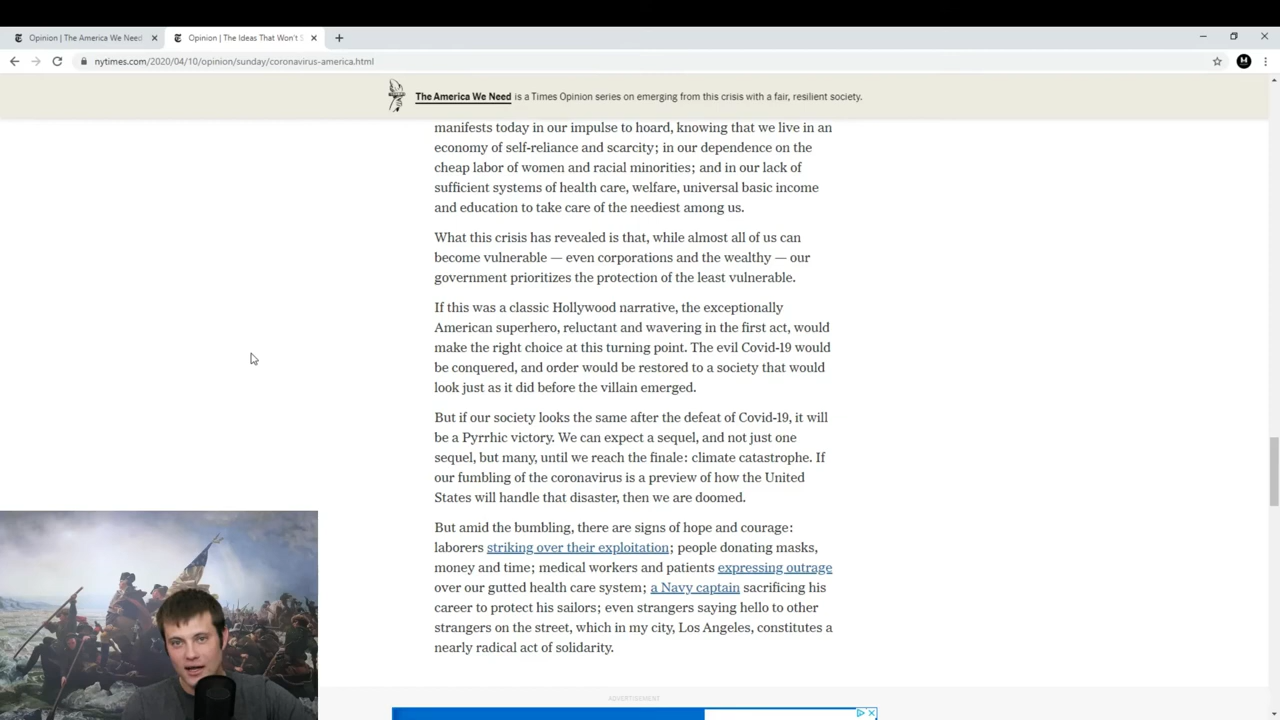 Opinion | The America We Need
Opinion | The Ideas That Won't S
nytimes.com/2020/04/10/opinion/sunday/coronavirus-america.html
The America We Need is a Times Opinion series on emerging from this crisis with a fair, resilient society.
manifests today in our impulse to hoard, knowing that we live in an
economy of self-reliance and scarcity; in our dependence on the
cheap labor of women and racial minorities; and in our lack of
sufficient systems of health care, welfare, universal basic income
and education to take care of the neediest among us.
What this crisis has revealed is that, while almost all of us can
become vulnerable — even corporations and the wealthy — our
government prioritizes the protection of the least vulnerable.
If this was a classic Hollywood narrative, the exceptionally
American superhero, reluctant and wavering in the first act, would
make the right choice at this turning point. The evil Covid-19 would
be conquered, and order would be restored to a society that would
look just as it did before the villain emerged.
But if our society looks the same after the defeat of Covid-19, it will
be a Pyrrhic victory. We can expect a sequel, and not just one
sequel, but many, until we reach the finale: climate catastrophe. If
our fumbling of the coronavirus is a preview of how the United
States will handle that disaster, then we are doomed.
But amid the bumbling, there are signs of hope and courage:
laborers striking over their exploitation; people donating masks,
money and time; medical workers and patients expressing outrage
over our gutted health care system; a Navy captain sacrificing his
career to protect his sailors; even strangers saying hello to other
strangers on the street, which in my city, Los Angeles, constitutes a
nearly radical act of solidarity.
ADVERTISEMENT